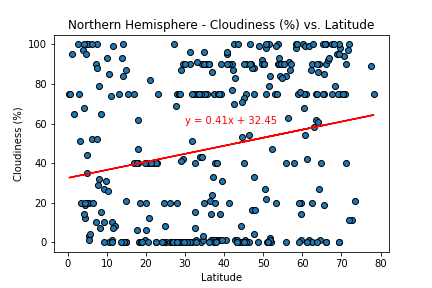 Northern Hemisphere - Cloudiness (%) vs. Latitude
Cloudiness (%)
100
80
60
40
20
0
y = 0.41x + 32.45
0 10 20 30 40 50 60 70 80
Latitude